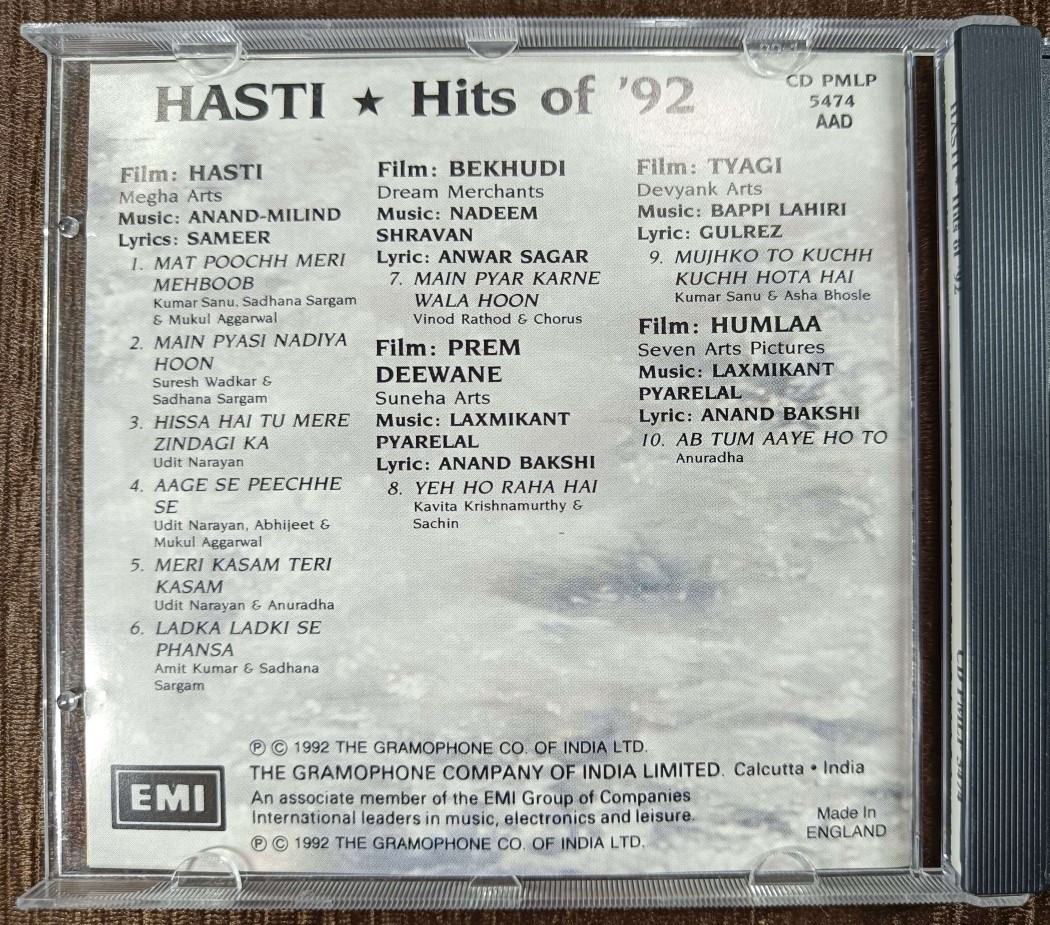 HASTI ★ Hits of '92
CD PMLP
5474
AAD
Film: HASTI
Megha Arts
Music: ANAND-MILIND
Lyrics: SAMEER
1. MAT POOCHH MERI
MEHBOOB
Kumar Sanu, Sadhana Sargam
& Mukul Aggarwal
2. MAIN PYASI NADIYA
HOON
Suresh Wadkar &
Sadhana Sargam
3. HISSA HAI TU MERE
ZINDAGI KA
Udit Narayan
4. AAGE SE PEECHHE
SE
Udit Narayan, Abhijeet &
Mukul Aggarwal
5. MERI KASAM TERI
KASAM
Udit Narayan & Anuradha
6. LADKA LADKI SE
PHANSA
Amit Kumar & Sadhana
Sargam
Film: BEKHUDI
Dream Merchants
Music: NADEEM
SHRAVAN
Lyric: ANWAR SAGAR
7. MAIN PYAR KARNE
WALA HOON
Vinod Rathod & Chorus
Film: PREM
DEEWANE
Suneha Arts
Music: LAXMIKANT
PYARELAL
Lyric: ANAND BAKSHI
8. YEH HO RAHA HAI
Kavita Krishnamurthy &
Sachin
Film: TYAGI
Devyank Arts
Music: BAPPI LAHIRI
Lyric: GULREZ
9. MUJHKO TO KUCHH
KUCHH HOTA HAI
Kumar Sanu & Asha Bhosle
Film: HUMLAA
Seven Arts Pictures
Music: LAXMIKANT
PYARELAL
Lyric: ANAND BAKSHI
10. AB TUM AAYE HO TO
Anuradha
℗ © 1992 THE GRAMOPHONE CO. OF INDIA LTD.
THE GRAMOPHONE COMPANY OF INDIA LIMITED. Calcutta • India
EMI
An associate member of the EMI Group of Companies
International leaders in music, electronics and leisure.
℗ © 1992 THE GRAMOPHONE CO. OF INDIA LTD.
Made In
ENGLAND